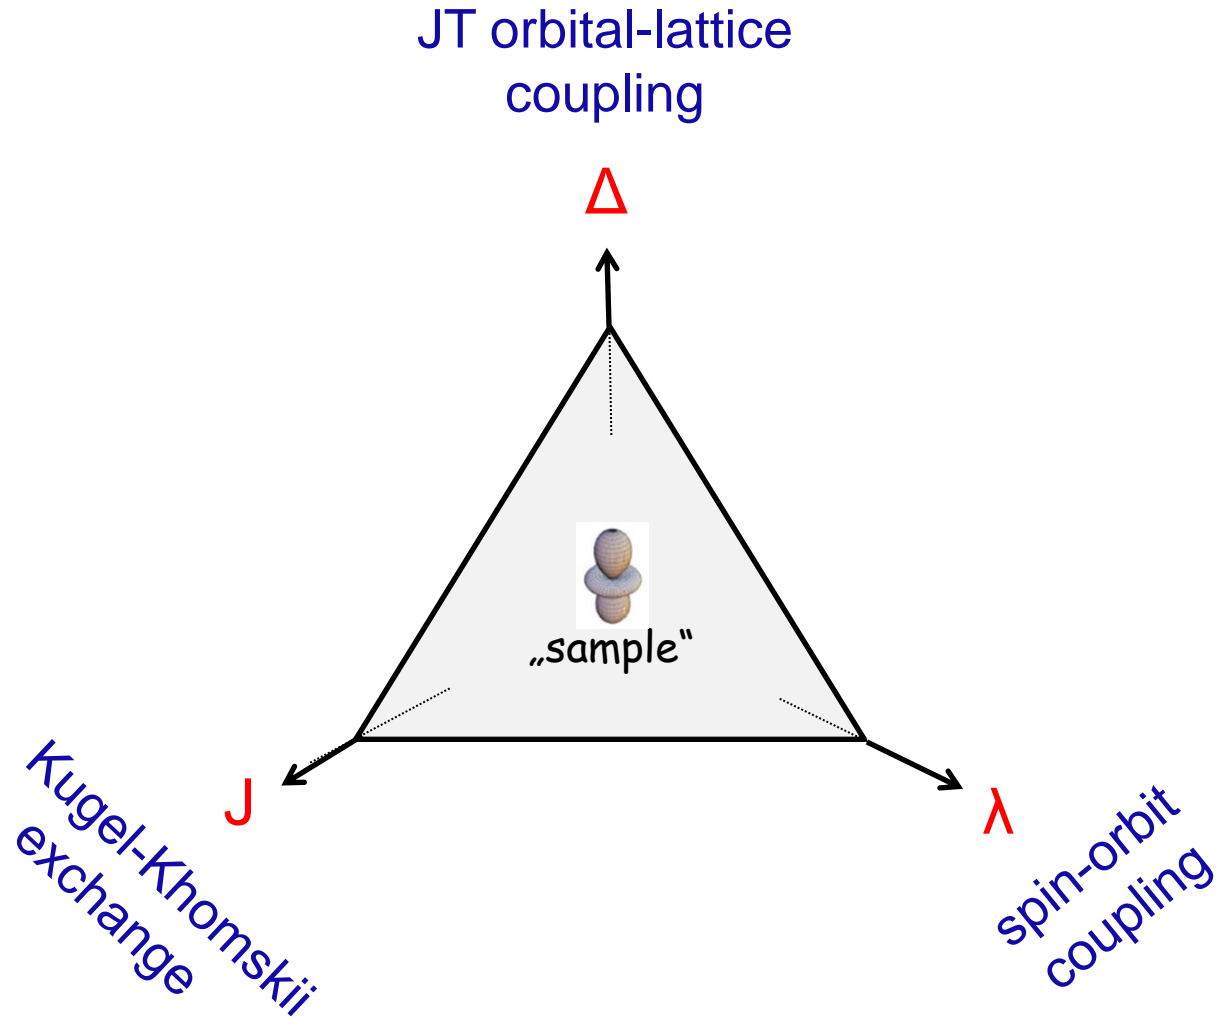 JT orbital-lattice
coupling
Δ
„sample“
J
λ
Kugel-Khomskii
exchange
spin-orbit
coupling